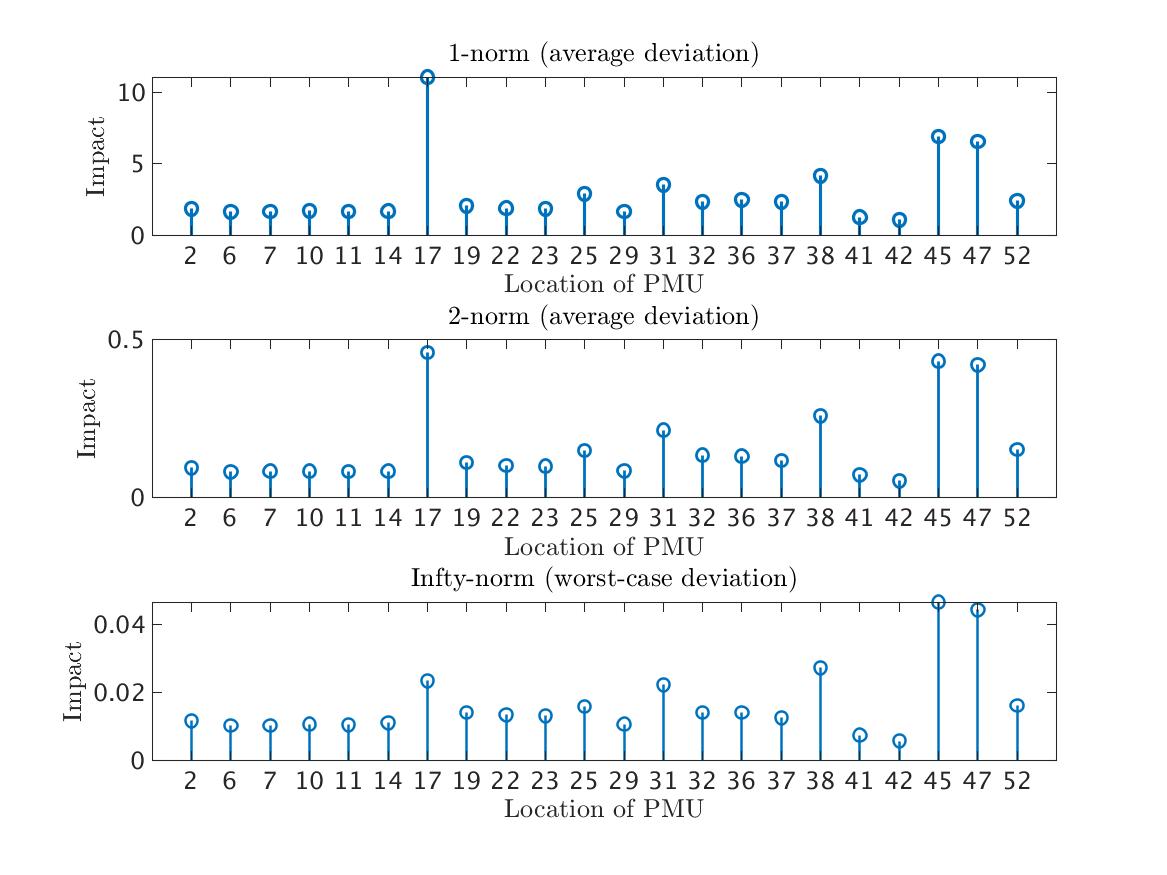 1-norm (average deviation)
10
5
0
Impact
2 6 7 10 11 14 17 19 22 23 25 29 31 32 36 37 38 41 42 45 47 52
Location of PMU
2-norm (average deviation)
0.5
0
Impact
2 6 7 10 11 14 17 19 22 23 25 29 31 32 36 37 38 41 42 45 47 52
Location of PMU
Infty-norm (worst-case deviation)
0.04
0.02
0
Impact
2 6 7 10 11 14 17 19 22 23 25 29 31 32 36 37 38 41 42 45 47 52
Location of PMU